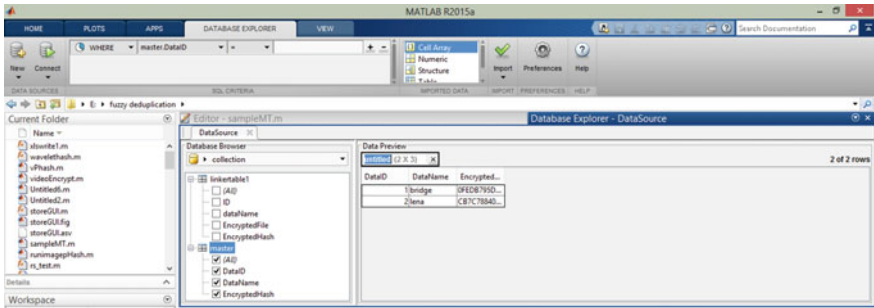 MATLAB R2015a
HOME PLOTS APPS DATABASE EXPLORER VIEW Search Documentation
WHERE master.DataID =
New Connect
Cell Array
Numeric
Structure
Table
Import Preferences Help
DATA SOURCES SQL CRITERIA IMPORTED DATA IMPORT PREFERENCES HELP
E: fuzzy deduplication
Current Folder
Name
xlswrite1.m
wavelethash.m
vPhash.m
videoEncrypt.m
Untitled6.m
Untitled2.m
storeGUI.m
storeGUI.fig
storeGUI.asv
sampleMT.m
runimagepHash.m
rs_test.m
Details
Workspace
Editor - sampleMT.m
Database Explorer - DataSource
DataSource
Database Browser
collection
linkertable1
(All)
ID
dataName
EncryptedFile
EncryptedHash
master
(All)
DataID
DataName
EncryptedHash
Data Preview
untitled (2 X 3)
2 of 2 rows
DataID DataName Encrypted...
1 bridge 0FEDB795D...
2 lena CB7C78840...